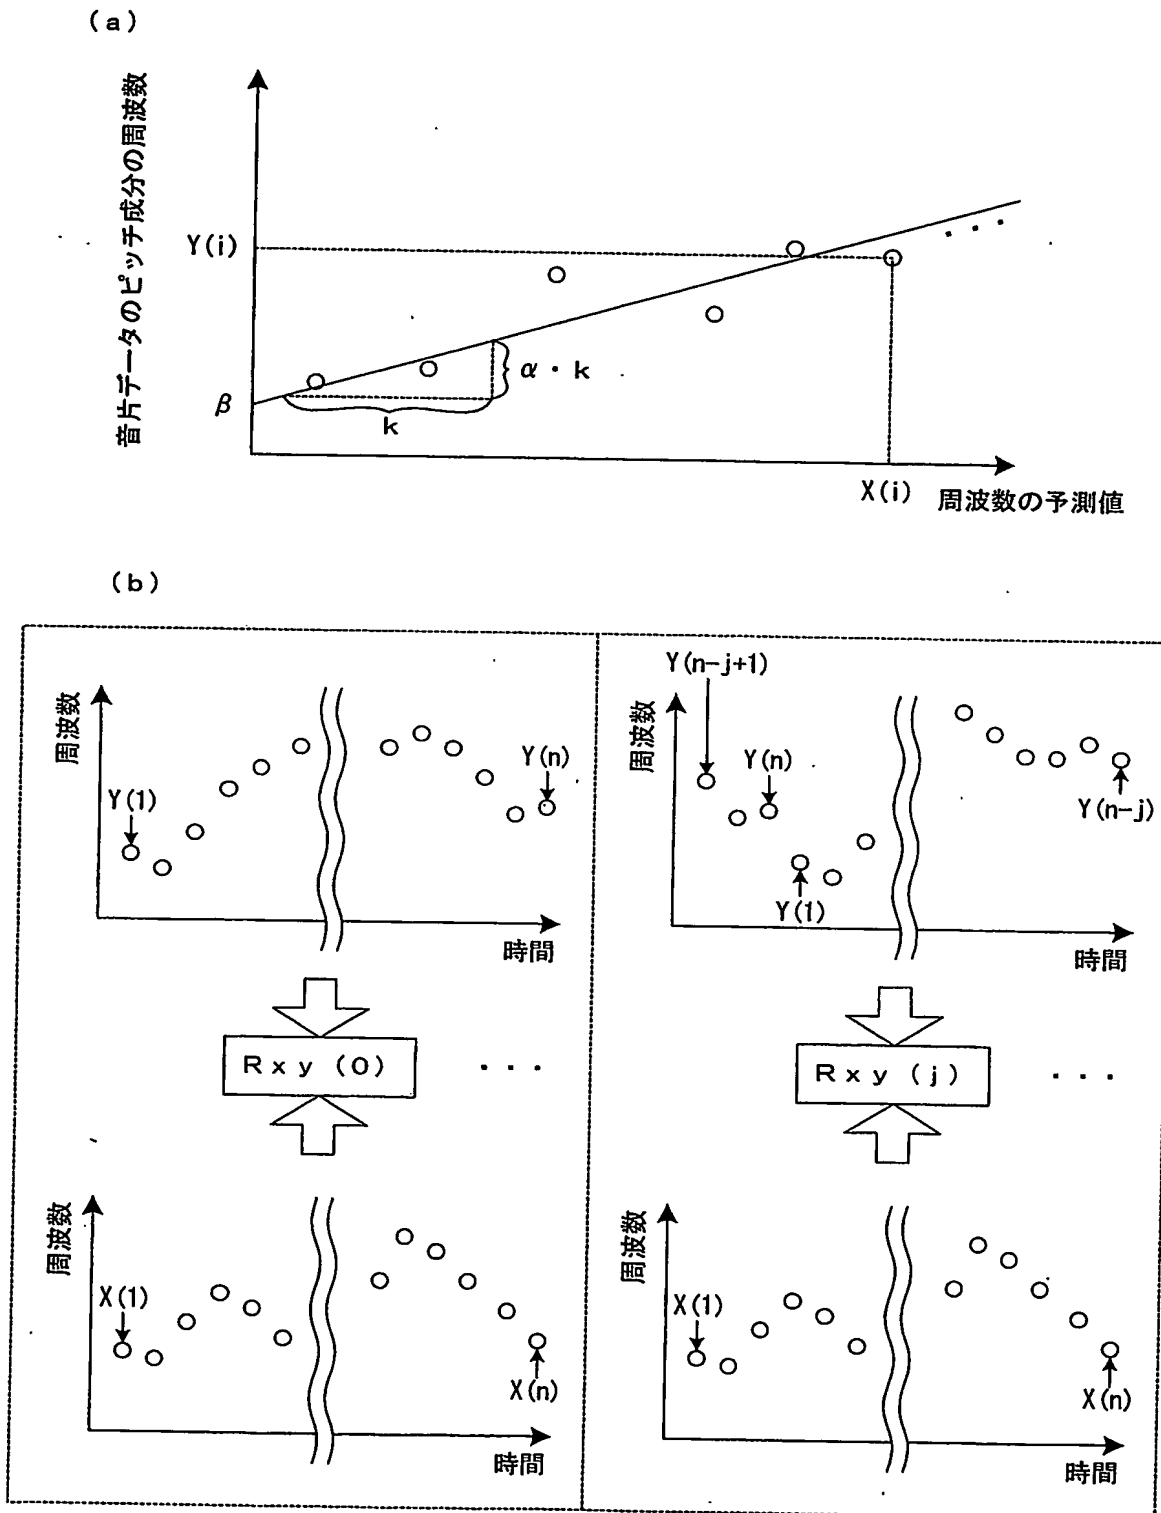 (a)
音片データのピッチ成分の周波数
Y(i)
β
α・k
k
X(i)
周波数の予測値
・・・
(b)
周波数
Y(1)
Y(n)
時間
Rxy(0)
・・・
周波数
X(1)
X(n)
時間
周波数
Y(n-j+1)
Y(n)
Y(1)
Y(n-j)
時間
Rxy(j)
・・・
周波数
X(1)
X(n)
時間